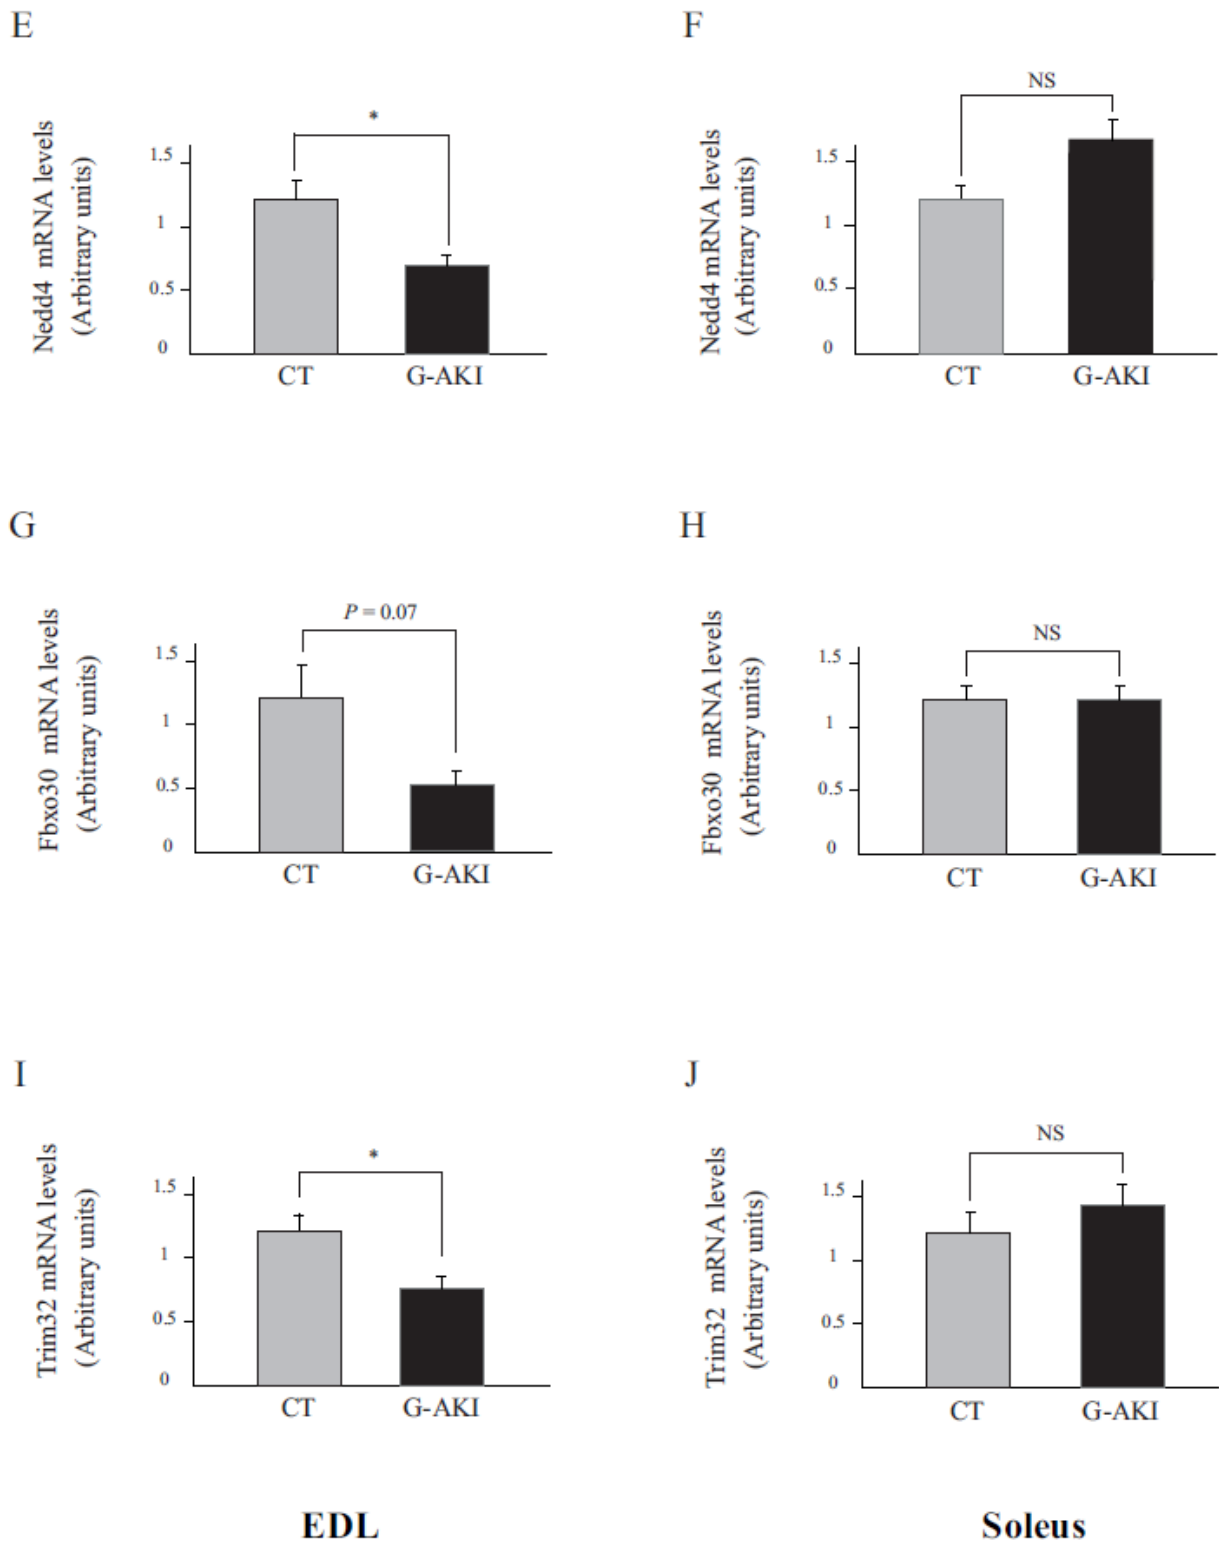 E
Nedd4 mRNA levels
(Arbitrary units)
*
1.5
1
0.5
0
CT
G-AKI
F
Nedd4 mRNA levels
(Arbitrary units)
NS
1.5
1
0.5
0
CT
G-AKI
G
Fbxo30 mRNA levels
(Arbitrary units)
P = 0.07
1.5
1
0.5
0
CT
G-AKI
H
Fbxo30 mRNA levels
(Arbitrary units)
NS
1.5
1
0.5
0
CT
G-AKI
I
Trim32 mRNA levels
(Arbitrary units)
*
1.5
1
0.5
0
CT
G-AKI
J
Trim32 mRNA levels
(Arbitrary units)
NS
1.5
1
0.5
0
CT
G-AKI
EDL
Soleus